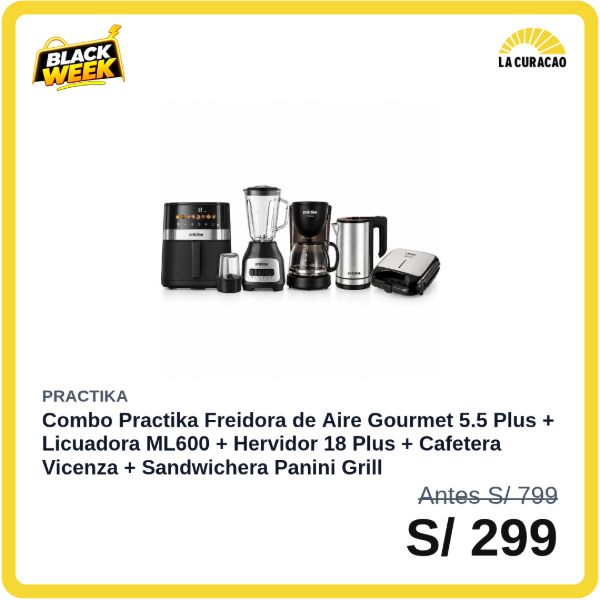 BLACK
WEEK
LA CURACAO
PRACTIKA
Combo Practika Freidora de Aire Gourmet 5.5 Plus +
Licuadora ML600 + Hervidor 18 Plus + Cafetera
Vicenza + Sandwichera Panini Grill
Antes S/ 799
S/ 299